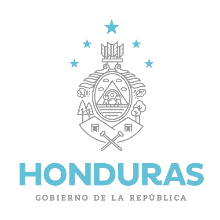 HONDURAS
GOBIERNO DE LA REPÚBLICA